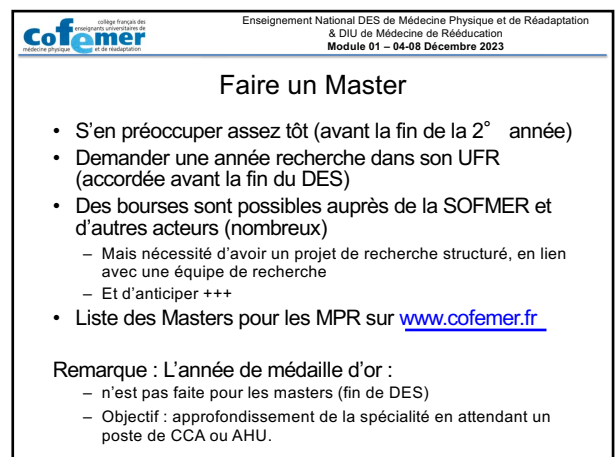 collège français des
enseignants universitaires de
Cofemer
médecine physique et de réadaptation
Enseignement National DES de Médecine Physique et de Réadaptation
& DIU de Médecine de Rééducation
Module 01 – 04-08 Décembre 2023
Faire un Master
• S'en préoccuper assez tôt (avant la fin de la 2° année)
• Demander une année recherche dans son UFR
(accordée avant la fin du DES)
• Des bourses sont possibles auprès de la SOFMER et
d'autres acteurs (nombreux)
– Mais nécessité d'avoir un projet de recherche structuré, en lien
avec une équipe de recherche
– Et d'anticiper +++
• Liste des Masters pour les MPR sur www.cofemer.fr
Remarque : L'année de médaille d'or :
– n'est pas faite pour les masters (fin de DES)
– Objectif : approfondissement de la spécialité en attendant un
poste de CCA ou AHU.